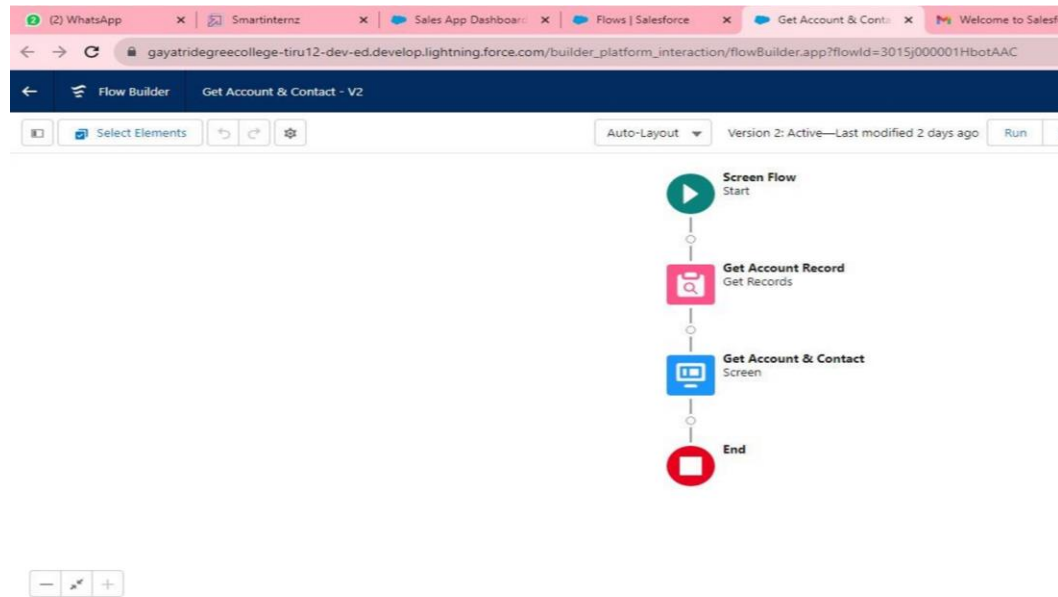 2 (2) WhatsApp Smartinternz Sales App Dashboard Flows | Salesforce Get Account & Conta Welcome to Salesf
gayatridegreecollege-tiru12-dev-ed.develop.lightning.force.com/builder_platform_interaction/flowBuilder.app?flowId=3015j000001HbotAAC
Flow Builder Get Account & Contact - V2
Select Elements Auto-Layout Version 2: Active—Last modified 2 days ago Run
Screen Flow
Start
Get Account Record
Get Records
Get Account & Contact
Screen
End